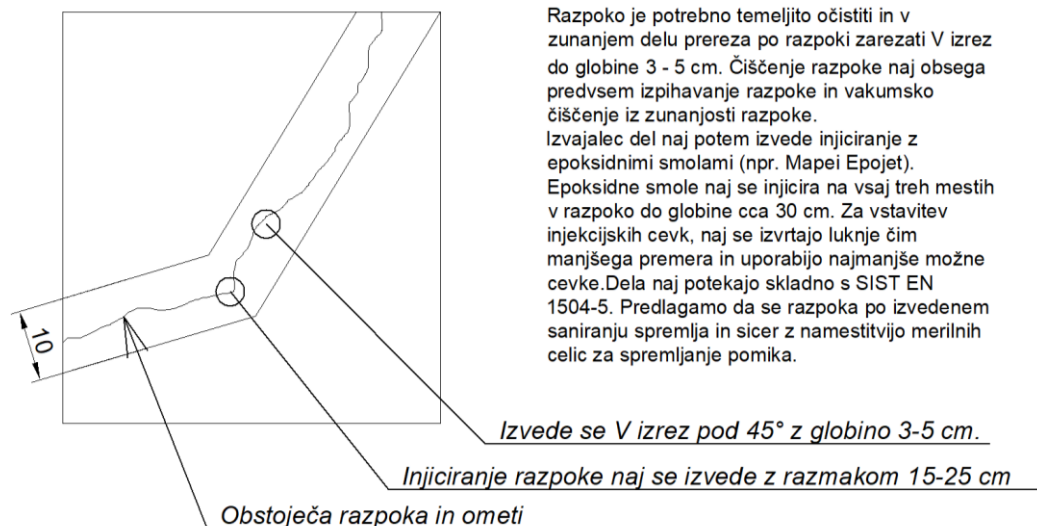 Razpoko je potrebno temeljito očistiti in v
zunanjem delu prereza po razpoki zarezati V izrez
do globine 3 - 5 cm. Čiščenje razpoke naj obsega
predvsem izpihavanje razpoke in vakumsko
čiščenje iz zunanjosti razpoke.
Izvajalec del naj potem izvede injiciranje z
epoksidnimi smolami (npr. Mapei Epojet).
Epoksidne smole naj se injicira na vsaj treh mestih
v razpoko do globine cca 30 cm. Za vstavitev
injekcijskih cevk, naj se izvrtajo luknje čim
manjšega premera in uporabijo najmanjše možne
cevke.Dela naj potekajo skladno s SIST EN
1504-5. Predlagamo da se razpoka po izvedenem
saniranju spremlja in sicer z namestitvijo merilnih
celic za spremljanje pomika.
10
Izvede se V izrez pod 45° z globino 3-5 cm.
Injiciranje razpoke naj se izvede z razmakom 15-25 cm
Obstoječa razpoka in ometi